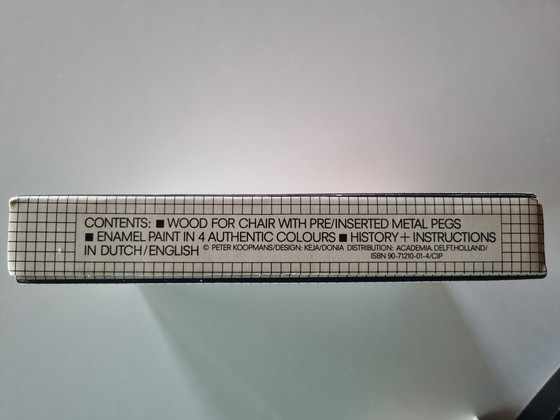 CONTENTS: ■ WOOD FOR CHAIR WITH PRE/INSERTED METAL PEGS
■ ENAMEL PAINT IN 4 AUTHENTIC COLOURS ■ HISTORY + INSTRUCTIONS
IN DUTCH/ENGLISH © PETER KOOPMANS/DESIGN: KEJA/DONIA DISTRIBUTION: ACADEMIA. DELFT.HOLLAND/
ISBN 90-71210-01-4/CIP